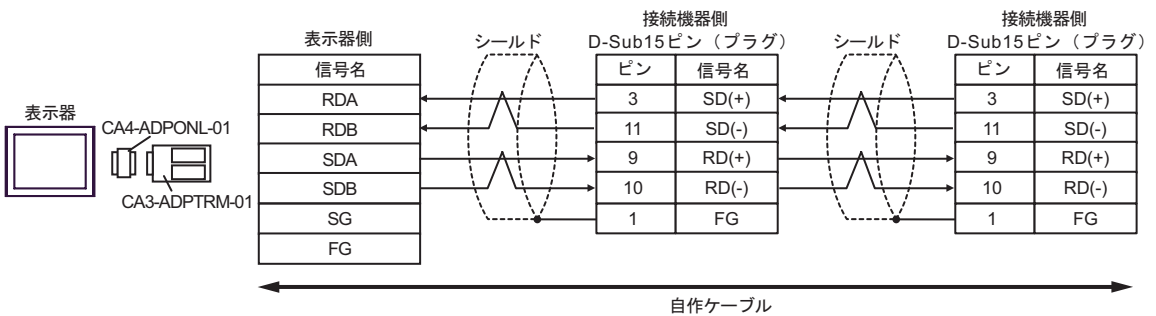 表示器
CA4-ADPONL-01
CA3-ADPTRM-01
表示器側
信号名
RDA
RDB
SDA
SDB
SG
FG
シールド
接続機器側
D-Sub15ピン（プラグ）
ピン 信号名
3 SD(+)
11 SD(-)
9 RD(+)
10 RD(-)
1 FG
シールド
接続機器側
D-Sub15ピン（プラグ）
ピン 信号名
3 SD(+)
11 SD(-)
9 RD(+)
10 RD(-)
1 FG
自作ケーブル